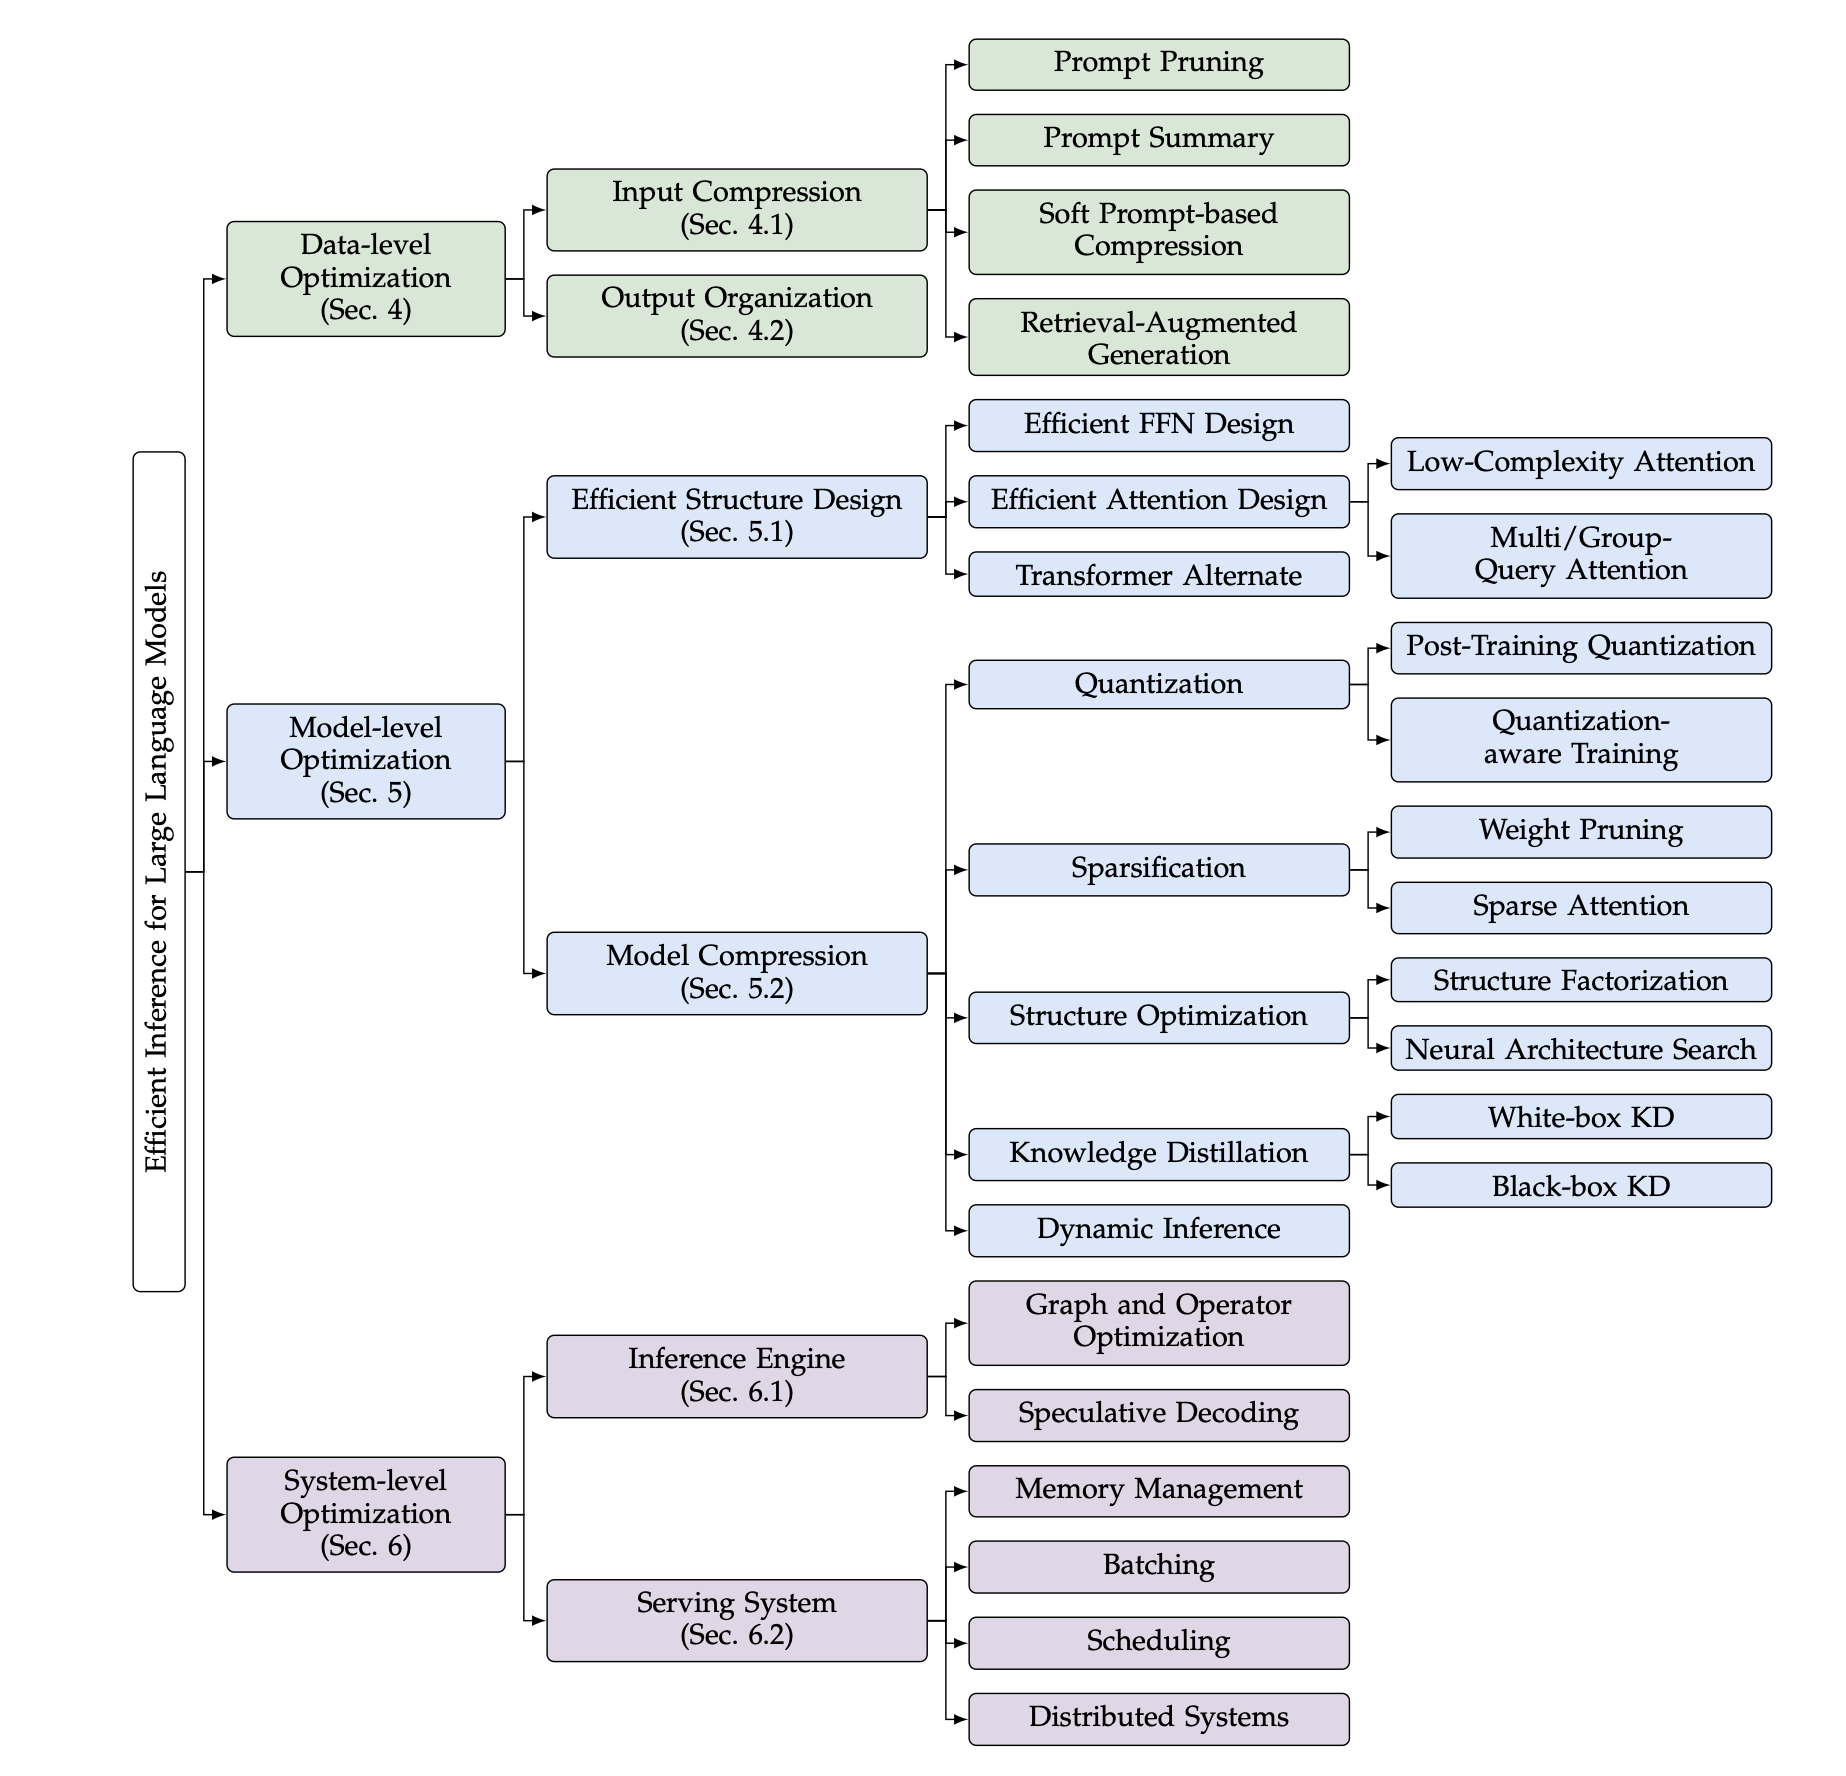 Efficient Inference for Large Language Models
Data-level
Optimization
(Sec. 4)
Input Compression
(Sec. 4.1)
Prompt Pruning
Prompt Summary
Soft Prompt-based
Compression
Retrieval-Augmented
Generation
Output Organization
(Sec. 4.2)
Model-level
Optimization
(Sec. 5)
Efficient Structure Design
(Sec. 5.1)
Efficient FFN Design
Efficient Attention Design
Low-Complexity Attention
Multi/Group-
Query Attention
Transformer Alternate
Model Compression
(Sec. 5.2)
Quantization
Post-Training Quantization
Quantization-
aware Training
Sparsification
Weight Pruning
Sparse Attention
Structure Optimization
Structure Factorization
Neural Architecture Search
Knowledge Distillation
White-box KD
Black-box KD
Dynamic Inference
System-level
Optimization
(Sec. 6)
Inference Engine
(Sec. 6.1)
Graph and Operator
Optimization
Speculative Decoding
Serving System
(Sec. 6.2)
Memory Management
Batching
Scheduling
Distributed Systems